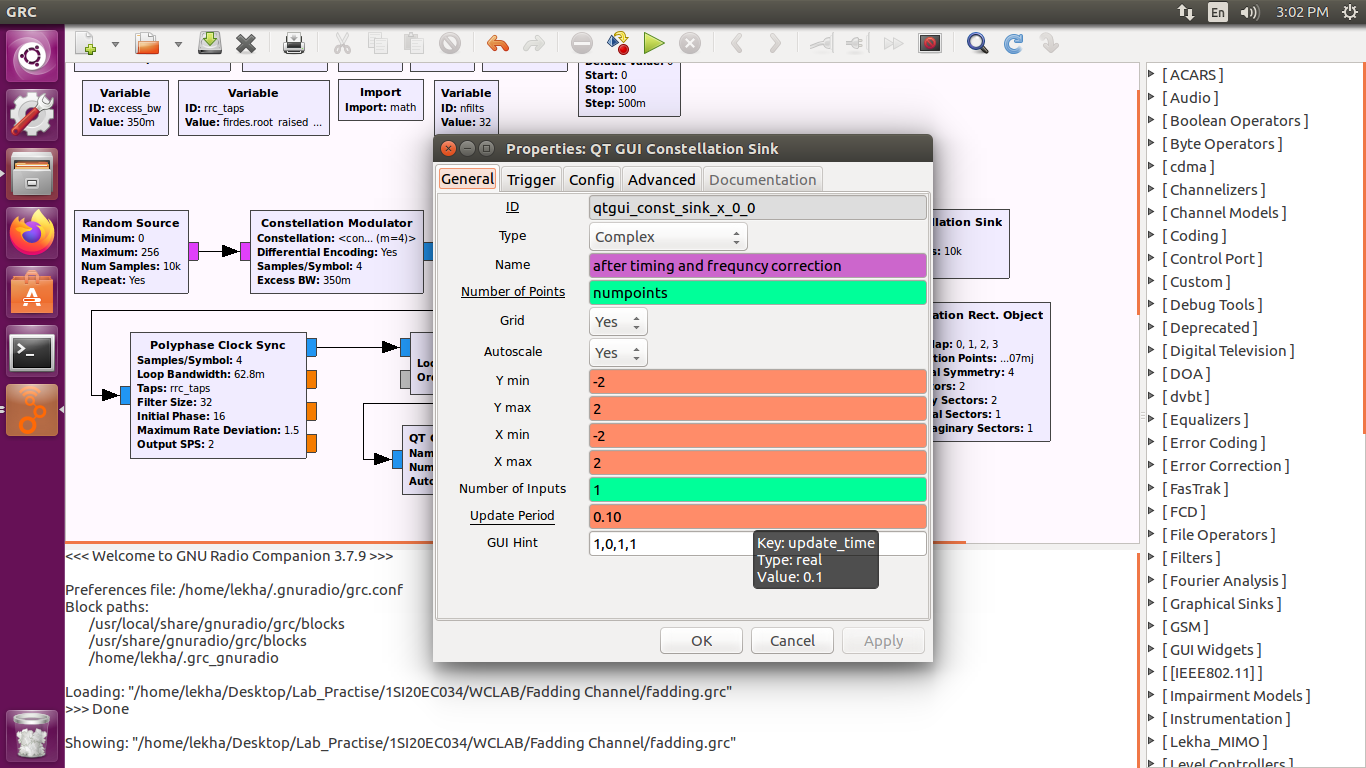 GRC
En
3:02 PM
Variable
ID: excess_bw
Value: 350m
Variable
ID: rrc_taps
Value: firdes.root_raised_...
Import
Import: math
Variable
ID: nfilts
Value: 32
Default Value: 0
Start: 0
Stop: 100
Step: 500m
Random Source
Minimum: 0
Maximum: 256
Num Samples: 10k
Repeat: Yes
Constellation Modulator
Constellation: <con... (m=4)>
Differential Encoding: Yes
Samples/Symbol: 4
Excess BW: 350m
Polyphase Clock Sync
Samples/Symbol: 4
Loop Bandwidth: 62.8m
Taps: rrc_taps
Filter Size: 32
Initial Phase: 16
Maximum Rate Deviation: 1.5
Output SPS: 2
Loo
Ord
QT G
Nam
Num
Auto
llation Sink
s: 10k
ation Rect. Object
lap: 0, 1, 2, 3
tion Points: ...07mj
al Symmetry: 4
ors: 2
y Sectors: 2
al Sectors: 1
aginary Sectors: 1
Properties: QT GUI Constellation Sink
General
Trigger
Config
Advanced
Documentation
ID
qtgui_const_sink_x_0_0
Type
Complex
Name
after timing and frequncy correction
Number of Points
numpoints
Grid
Yes
Autoscale
Yes
Y min
-2
Y max
2
X min
-2
X max
2
Number of Inputs
1
Update Period
0.10
GUI Hint
1,0,1,1
Key: update_time
Type: real
Value: 0.1
OK
Cancel
Apply
<<< Welcome to GNU Radio Companion 3.7.9 >>>
Preferences file: /home/lekha/.gnuradio/grc.conf
Block paths:
/usr/local/share/gnuradio/grc/blocks
/usr/share/gnuradio/grc/blocks
/home/lekha/.grc_gnuradio
Loading: "/home/lekha/Desktop/Lab_Practise/1SI20EC034/WCLAB/Fadding Channel/fadding.grc"
>>> Done
Showing: "/home/lekha/Desktop/Lab_Practise/1SI20EC034/WCLAB/Fadding Channel/fadding.grc"
[ ACARS ]
[ Audio ]
[ Boolean Operators ]
[ Byte Operators ]
[ cdma ]
[ Channelizers ]
[ Channel Models ]
[ Coding ]
[ Control Port ]
[ Custom ]
[ Debug Tools ]
[ Deprecated ]
[ Digital Television ]
[ DOA ]
[ dvbt ]
[ Equalizers ]
[ Error Coding ]
[ Error Correction ]
[ FasTrak ]
[ FCD ]
[ File Operators ]
[ Filters ]
[ Fourier Analysis ]
[ Graphical Sinks ]
[ GSM ]
[ GUI Widgets ]
[ [IEEE802.11] ]
[ Impairment Models ]
[ Instrumentation ]
[ Lekha_MIMO ]
[ Level Controllers ]